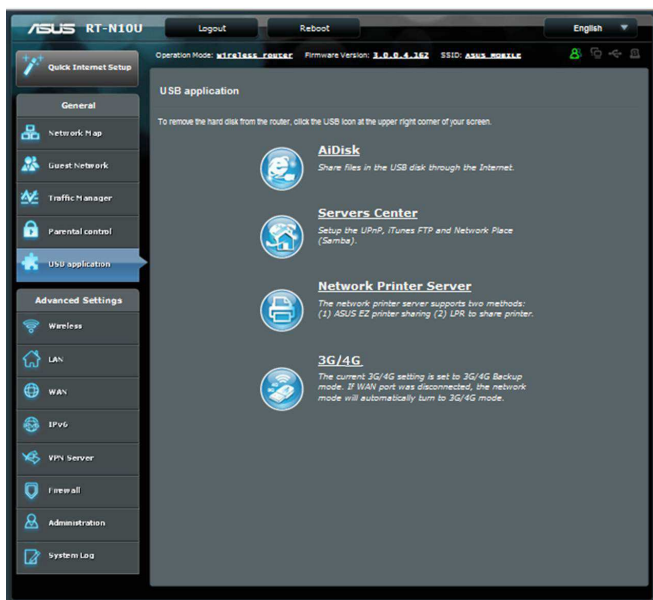 ASUS RT-N10U
Logout
Reboot
English
Quick Internet Setup
Operation Mode: wireless router Firmware Version: 3.0.0.4.162 SSID: ASUS MOBILE
General
Network Map
Guest Network
Traffic Manager
Parental control
USB application
Advanced Settings
Wireless
LAN
WAN
IPv6
VPN Server
Firewall
Administration
System Log
USB application
To remove the hard disk from the router, click the USB icon at the upper right corner of your screen.
AiDisk
Share files in the USB disk through the Internet.
Servers Center
Setup the UPnP, iTunes FTP and Network Place
(Samba).
Network Printer Server
The network printer server supports two methods:
(1) ASUS EZ printer sharing (2) LPR to share printer.
3G/4G
The current 3G/4G setting is set to 3G/4G Backup
mode. If WAN port was disconnected, the network
mode will automatically turn to 3G/4G mode.